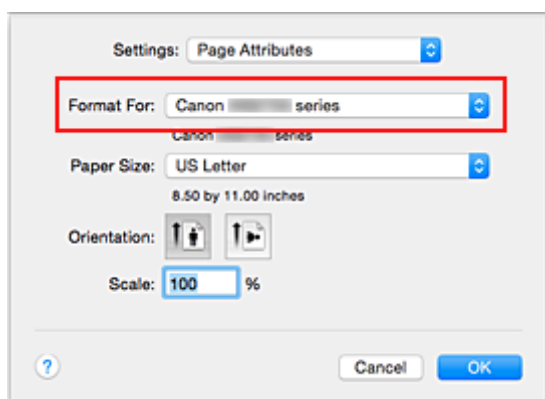 Settings: Page Attributes
Format For: Canon series
Canon series
Paper Size: US Letter
8.50 by 11.00 inches
Orientation:
Scale: 100 %
? Cancel OK